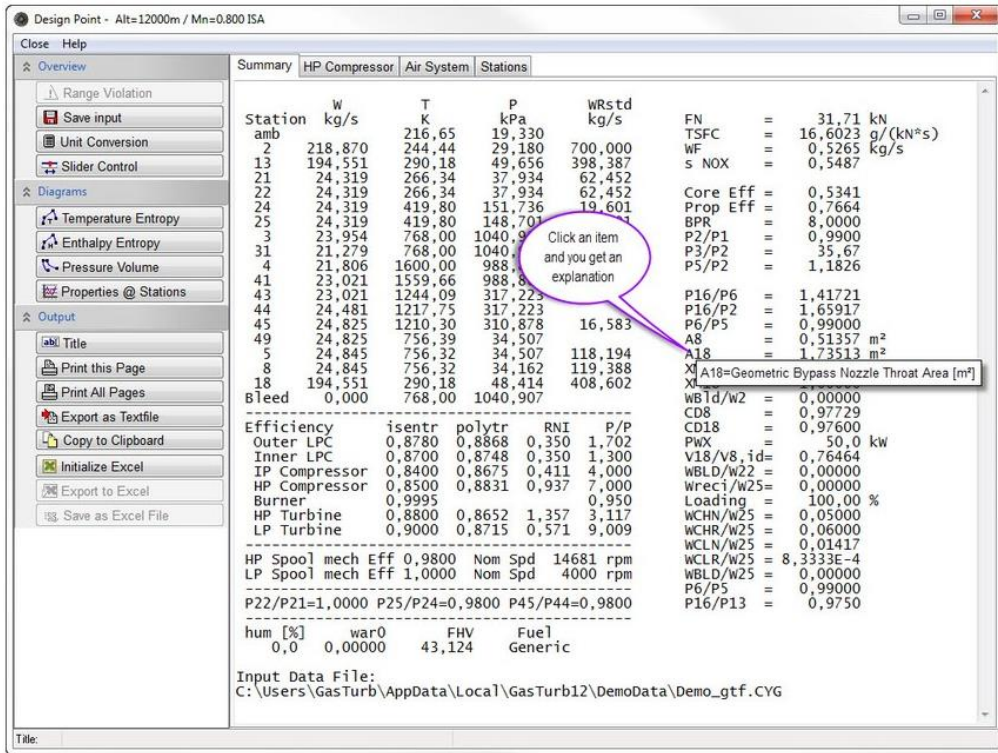 Design Point - Alt=12000m / Mn=0.800 ISA
Close Help
Overview
Range Violation
Save input
Unit Conversion
Slider Control
Diagrams
Temperature Entropy
Enthalpy Entropy
Pressure Volume
Properties @ Stations
Output
Title
Print this Page
Print All Pages
Export as Textfile
Copy to Clipboard
Initialize Excel
Export to Excel
Save as Excel File
Summary HP Compressor Air System Stations
W T P WRstd
Station kg/s K kPa kg/s FN = 31,71 kN
amb 216,65 19,330 TSFC = 16,6023 g/(kN*s)
2 218,870 244,44 29,180 700,000 WF = 0,5265 kg/s
13 194,551 290,18 49,656 398,387 s NOX = 0,5487
21 24,319 266,34 37,934 62,452
22 24,319 266,34 37,934 62,452 Core Eff = 0,5341
24 24,319 419,80 151,736 19,601 Prop Eff = 0,7664
25 24,319 419,80 148,701 BPR = 8,0000
3 23,954 768,00 1040,9 P2/P1 = 0,9900
31 21,279 768,00 1040, P3/P2 = 35,67
4 21,806 1600,00 988, P5/P2 = 1,1826
41 23,021 1559,66 988,8
43 23,021 1244,09 317,223 P16/P6 = 1,41721
44 24,481 1217,75 317,223 P16/P2 = 1,65917
45 24,825 1210,30 310,878 16,583 P6/P5 = 0,99000
49 24,825 756,39 34,507 A8 = 0,51357 m²
5 24,845 756,32 34,507 118,194 A18 = 1,73513 m²
8 24,845 756,32 34,162 119,388
18 194,551 290,18 48,414 408,602
Bleed 0,000 768,00 1040,907 WBld/W2 = 0,00000
Click an item
and you get an
explanation
A18=Geometric Bypass Nozzle Throat Area [m²]
CD8 = 0,97729
Efficiency isentr polytr RNI P/P CD18 = 0,97600
Outer LPC 0,8780 0,8868 0,350 1,702 PWX = 50,0 kW
Inner LPC 0,8700 0,8748 0,350 1,300 V18/V8,id= 0,76464
IP Compressor 0,8400 0,8675 0,411 4,000 WBLD/W22 = 0,00000
HP Compressor 0,8500 0,8831 0,937 7,000 Wreci/W25= 0,00000
Burner 0,9995 0,950 Loading = 100,00 %
HP Turbine 0,8800 0,8652 1,357 3,117 WCHN/W25 = 0,05000
LP Turbine 0,9000 0,8715 0,571 9,009 WCHR/W25 = 0,06000
WCLN/W25 = 0,01417
HP Spool mech Eff 0,9800 Nom Spd 14681 rpm WCLR/W25 = 8,3333E-4
LP Spool mech Eff 1,0000 Nom Spd 4000 rpm WBLD/W25 = 0,00000
P6/P5 = 0,99000
P22/P21=1,0000 P25/P24=0,9800 P45/P44=0,9800 P16/P13 = 0,9750
hum [%] war0 FHV Fuel
0,0 0,00000 43,124 Generic
Input Data File:
C:\Users\GasTurb\AppData\Local\GasTurb12\DemoData\Demo_gtf.CYG
Title: